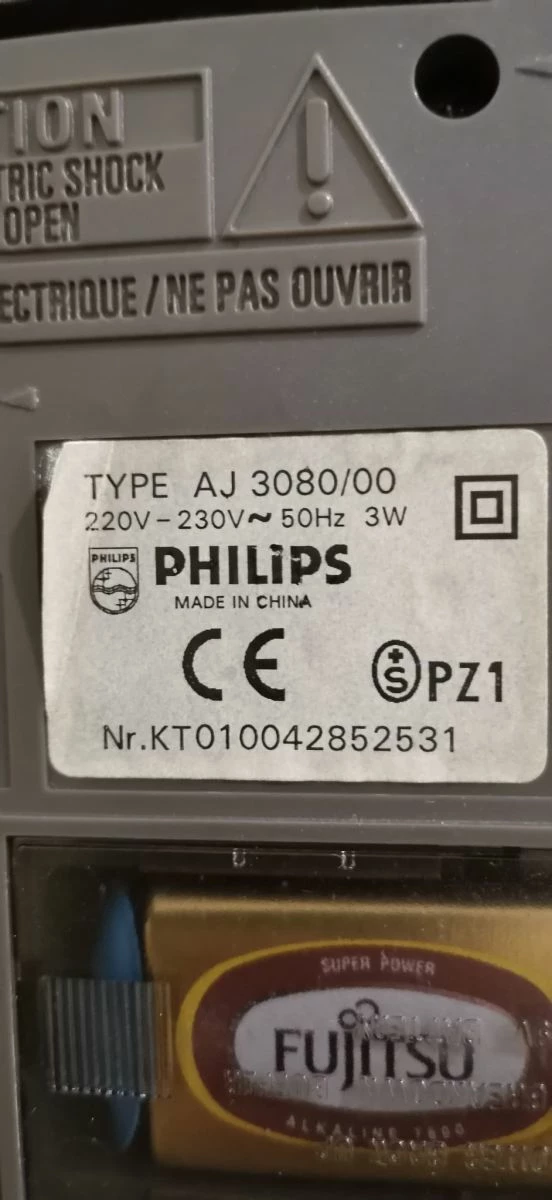 TION
TRIC SHOCK
OPEN
ECTRIQUE / NE PAS OUVRIR
TYPE AJ 3080/00
220V-230V~ 50Hz 3W
PHILIPS
PHILIPS
MADE IN CHINA
CE
+S PZ1
Nr.KT010042852531
SUPER POWER
FUJITSU
ALKALINE